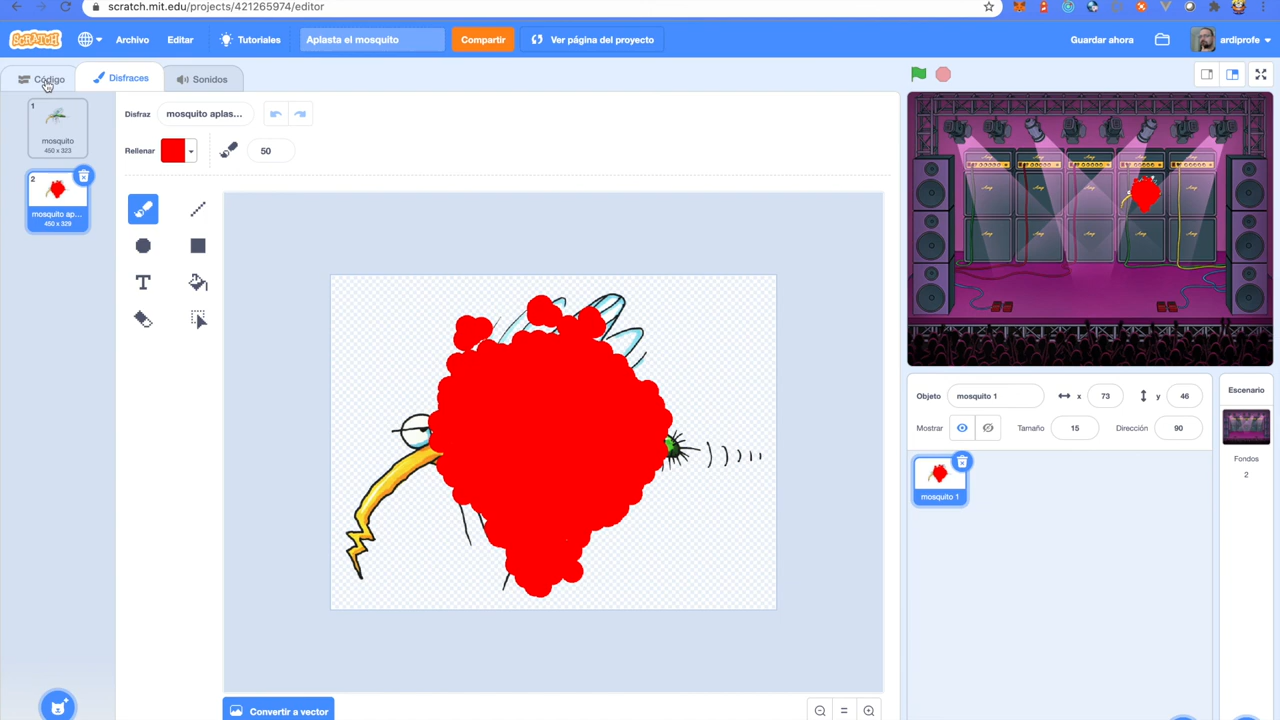 scratch.mit.edu/projects/421265974/editor
SCRATCH
Archivo
Editar
Tutoriales
Aplasta el mosquito
Compartir
Ver página del proyecto
Guardar ahora
ardiprofe
Código
Disfraces
Sonidos
1
mosquito
450 x 323
2
mosquito ap...
450 x 329
Disfraz
mosquito aplas...
Rellenar
50
T
Convertir a vector
Objeto
mosquito 1
x
73
y
46
Mostrar
Tamaño
15
Dirección
90
mosquito 1
Escenario
Fondos
2